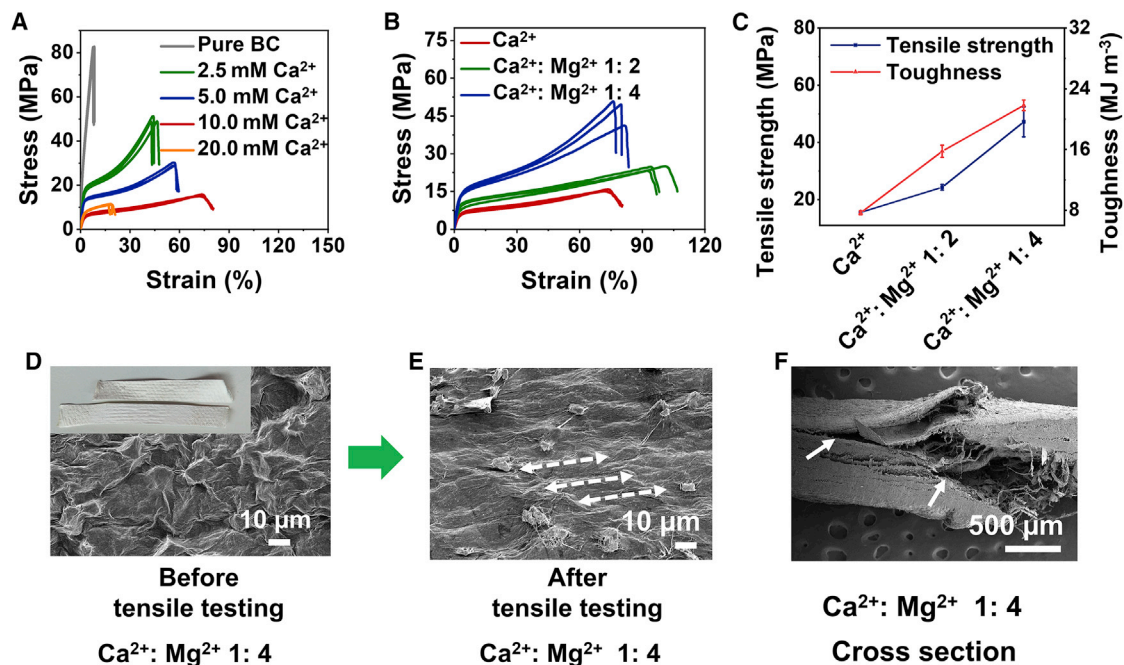 A
Stress (MPa)
80
60
40
20
0
Pure BC
2.5 mM Ca²⁺
5.0 mM Ca²⁺
10.0 mM Ca²⁺
20.0 mM Ca²⁺
0 30 60 90 120 150
Strain (%)
B
Stress (MPa)
75
60
45
30
15
0
Ca²⁺
Ca²⁺: Mg²⁺ 1: 2
Ca²⁺: Mg²⁺ 1: 4
0 30 60 90 120
Strain (%)
C
Tensile strength (MPa)
80
60
40
20
Tensile strength
Toughness
32
24
16
8
Toughness (MJ m⁻³)
Ca²⁺
Ca²⁺: Mg²⁺ 1: 2
Ca²⁺: Mg²⁺ 1: 4
D
10 µm
Before
tensile testing
Ca²⁺: Mg²⁺ 1: 4
E
10 µm
After
tensile testing
Ca²⁺: Mg²⁺ 1: 4
F
500 µm
Ca²⁺: Mg²⁺ 1: 4
Cross section